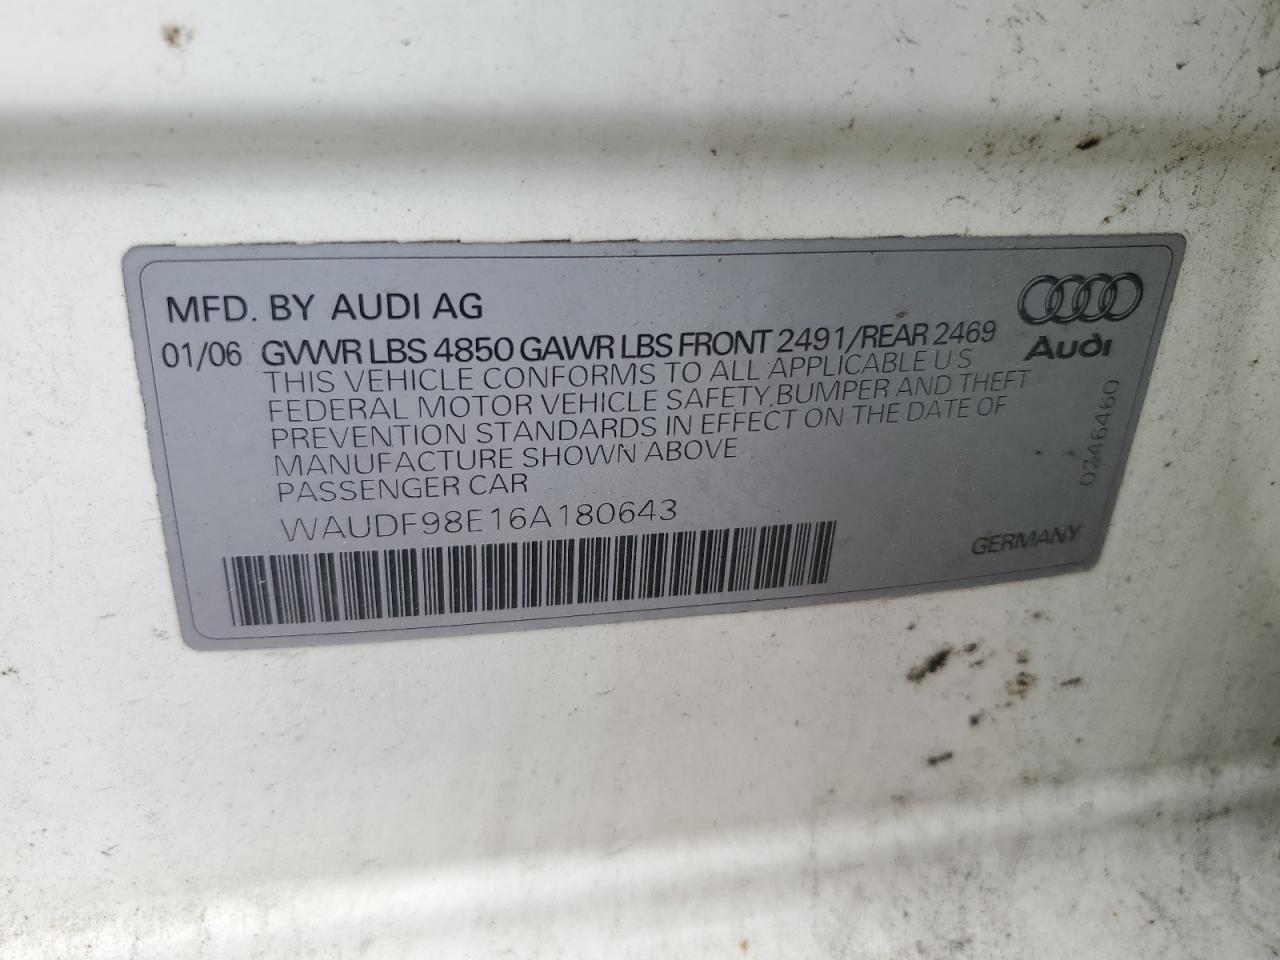 MFD. BY AUDI AG
01/06 GVWR LBS 4850 GAWR LBS FRONT 2491/REAR 2469
THIS VEHICLE CONFORMS TO ALL APPLICABLE U S
FEDERAL MOTOR VEHICLE SAFETY,BUMPER AND THEFT
PREVENTION STANDARDS IN EFFECT ON THE DATE OF
MANUFACTURE SHOWN ABOVE
PASSENGER CAR
WAUDF98E16A180643
Audi
0246460
GERMANY